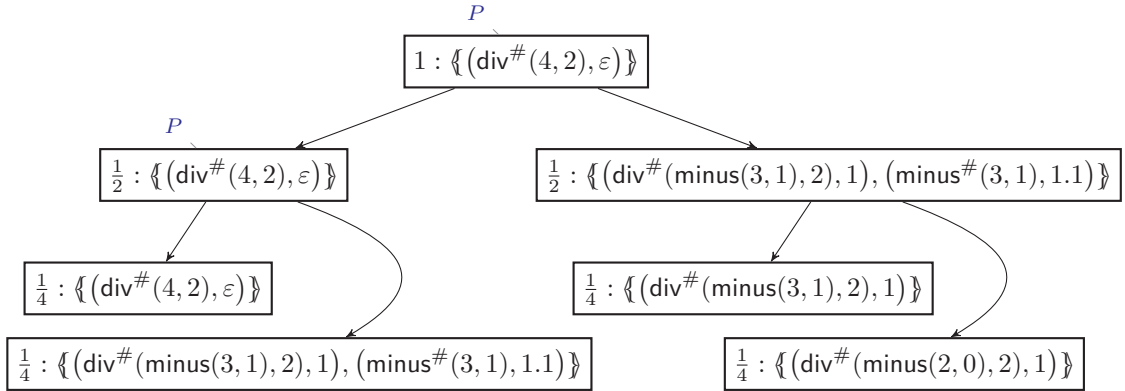 P
1 : {{(div#(4, 2), ε)}}
P
1/2 : {{(div#(4, 2), ε)}}
1/2 : {{(div#(minus(3, 1), 2), 1), (minus#(3, 1), 1.1)}}
1/4 : {{(div#(4, 2), ε)}}
1/4 : {{(div#(minus(3, 1), 2), 1)}}
1/4 : {{(div#(minus(3, 1), 2), 1), (minus#(3, 1), 1.1)}}
1/4 : {{(div#(minus(2, 0), 2), 1)}}